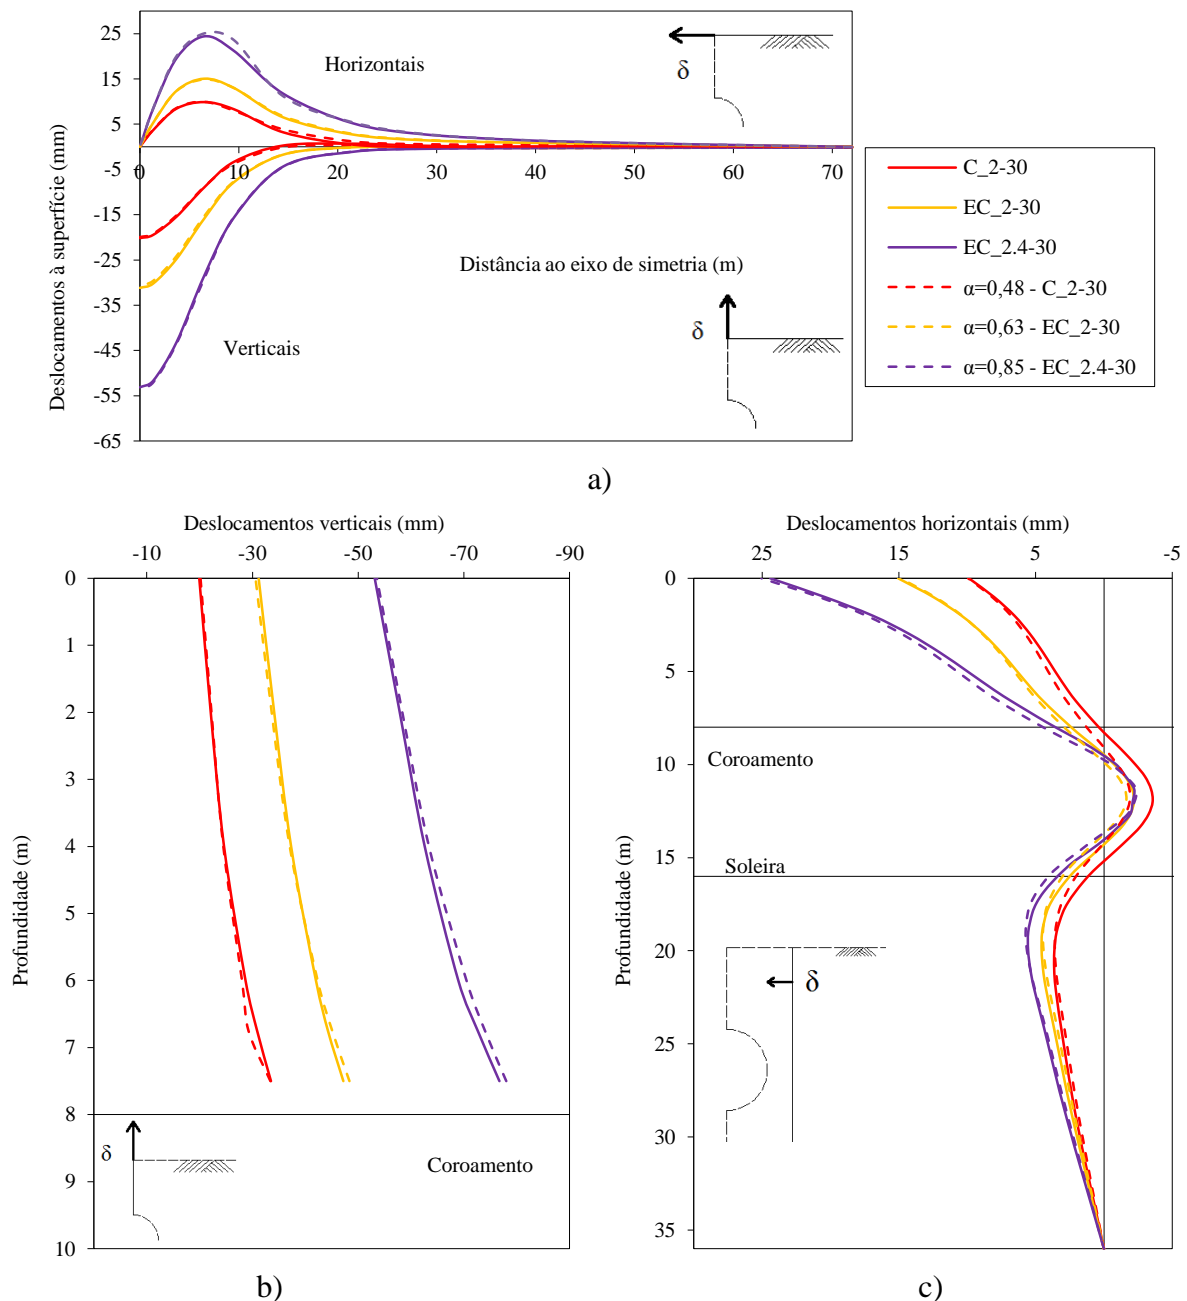 Deslocamentos à superfície (mm)
25
15
5
-5
-15
-25
-35
-45
-55
-65
0
10
20
30
40
50
60
70
Horizontais
δ
Distância ao eixo de simetria (m)
δ
Verticais
C_2-30
EC_2-30
EC_2.4-30
α=0,48 - C_2-30
α=0,63 - EC_2-30
α=0,85 - EC_2.4-30
a)
Deslocamentos verticais (mm)
-10
-30
-50
-70
-90
Profundidade (m)
0
1
2
3
4
5
6
7
8
9
10
δ
Coroamento
b)
Deslocamentos horizontais (mm)
25
15
5
-5
Profundidade (m)
0
5
10
15
20
25
30
35
Coroamento
Soleira
δ
c)